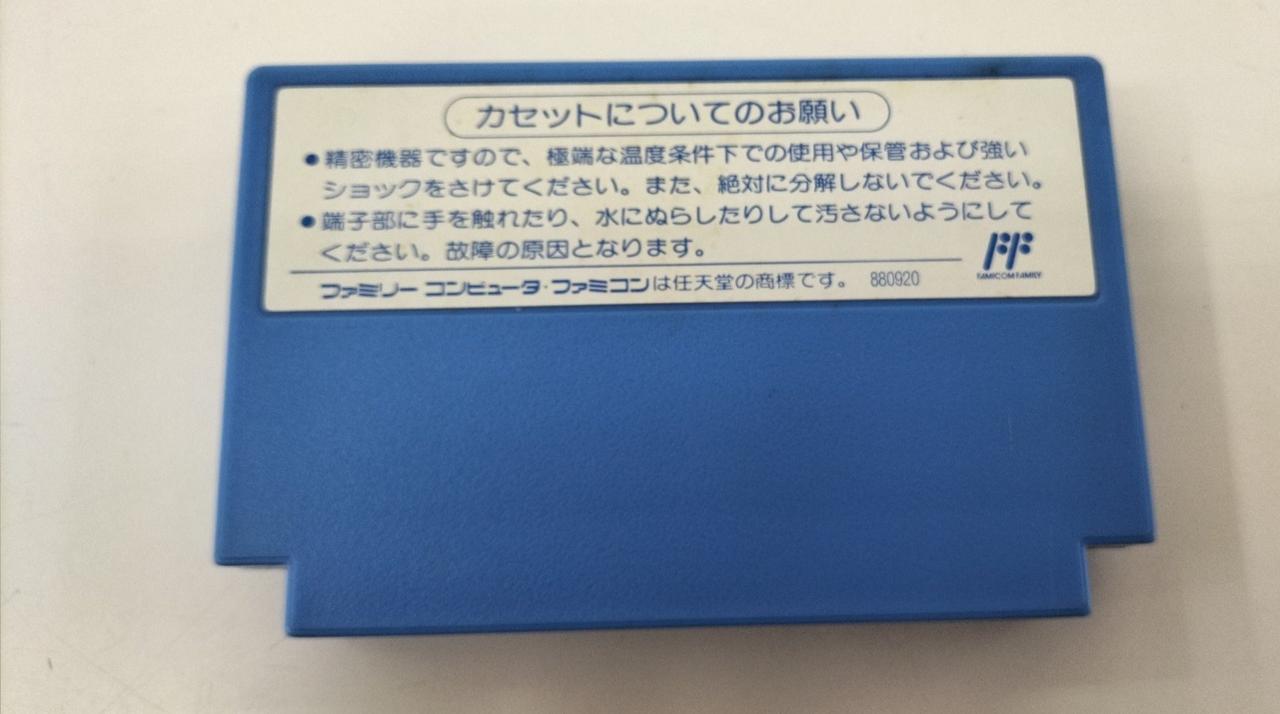 カセットについてのお願い
●精密機器ですので、極端な温度条件下での使用や保管および強い
ショックをさけてください。また、絶対に分解しないでください。
●端子部に手を触れたり、水にぬらしたりして汚さないようにして
ください。故障の原因となります。
FF
FAMICOM FAMILY
ファミリーコンピュータ・ファミコンは任天堂の商標です。 880920